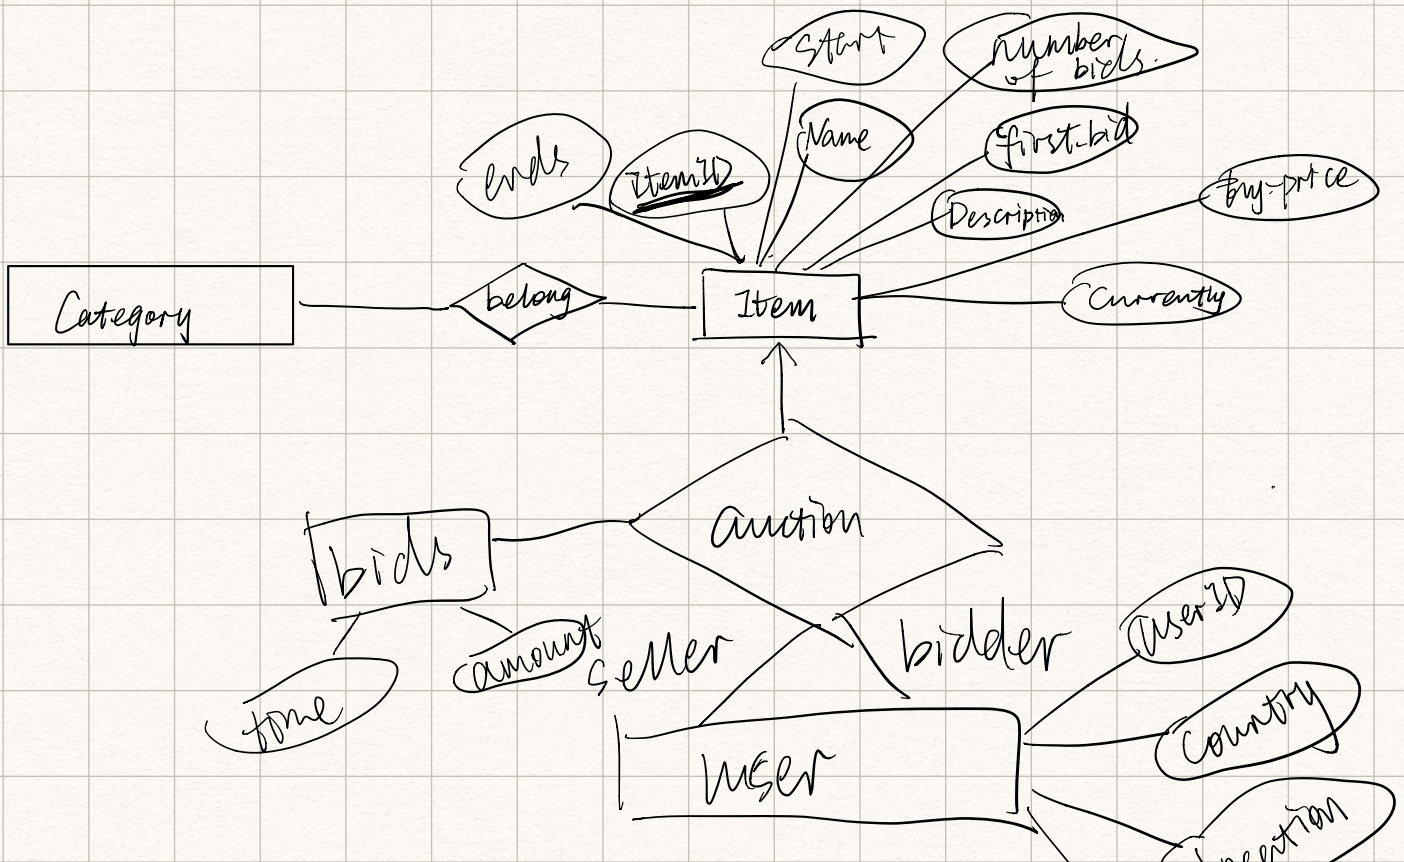 Start
number
of bids.
Name
first-bid
ends
ItemID
buy-price
Description
Currently
Category
belong
Item
auction
bids
userID
bidder
seller
amount
Country
time
user